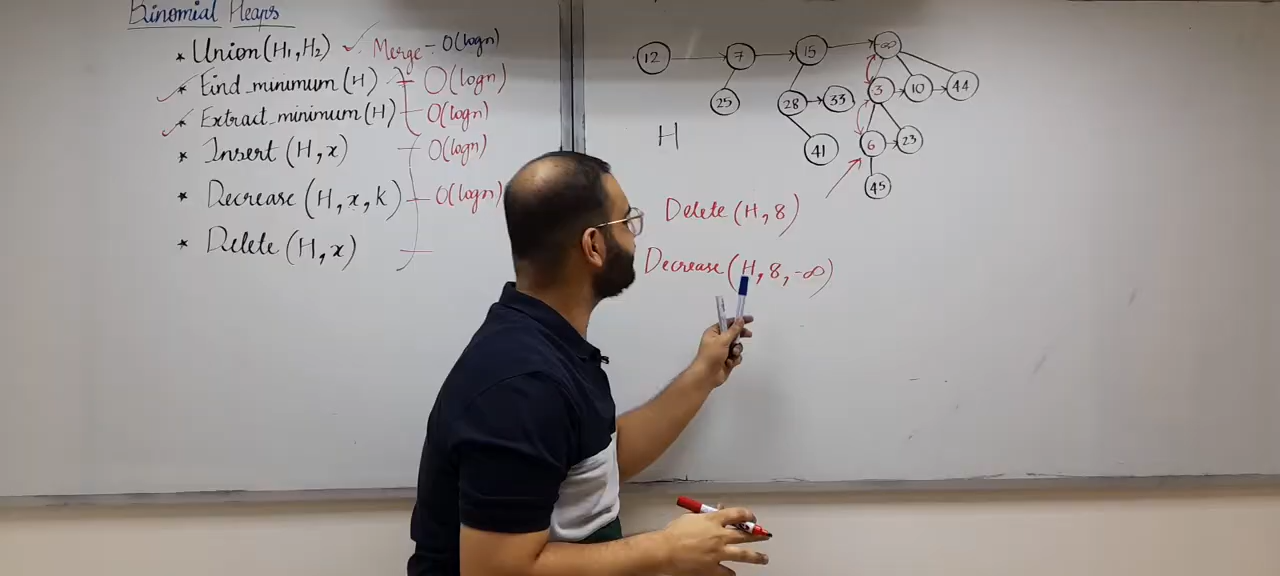 Binomial Heaps
* Union (H1, H2) ✓ Merge - O(logn)
✓ * Find_minimum (H) - O(logn)
✓ * Extract_minimum (H) - O(logn)
* Insert (H, x) - O(logn)
* Decrease (H, x, k) - O(logn)
* Delete (H, x) -
12 → 7 → 15 → ∞
25 28 → 33 3 → 10 → 44
H 41 6 → 23
45
Delete (H, 8)
Decrease (H, 8, -∞)